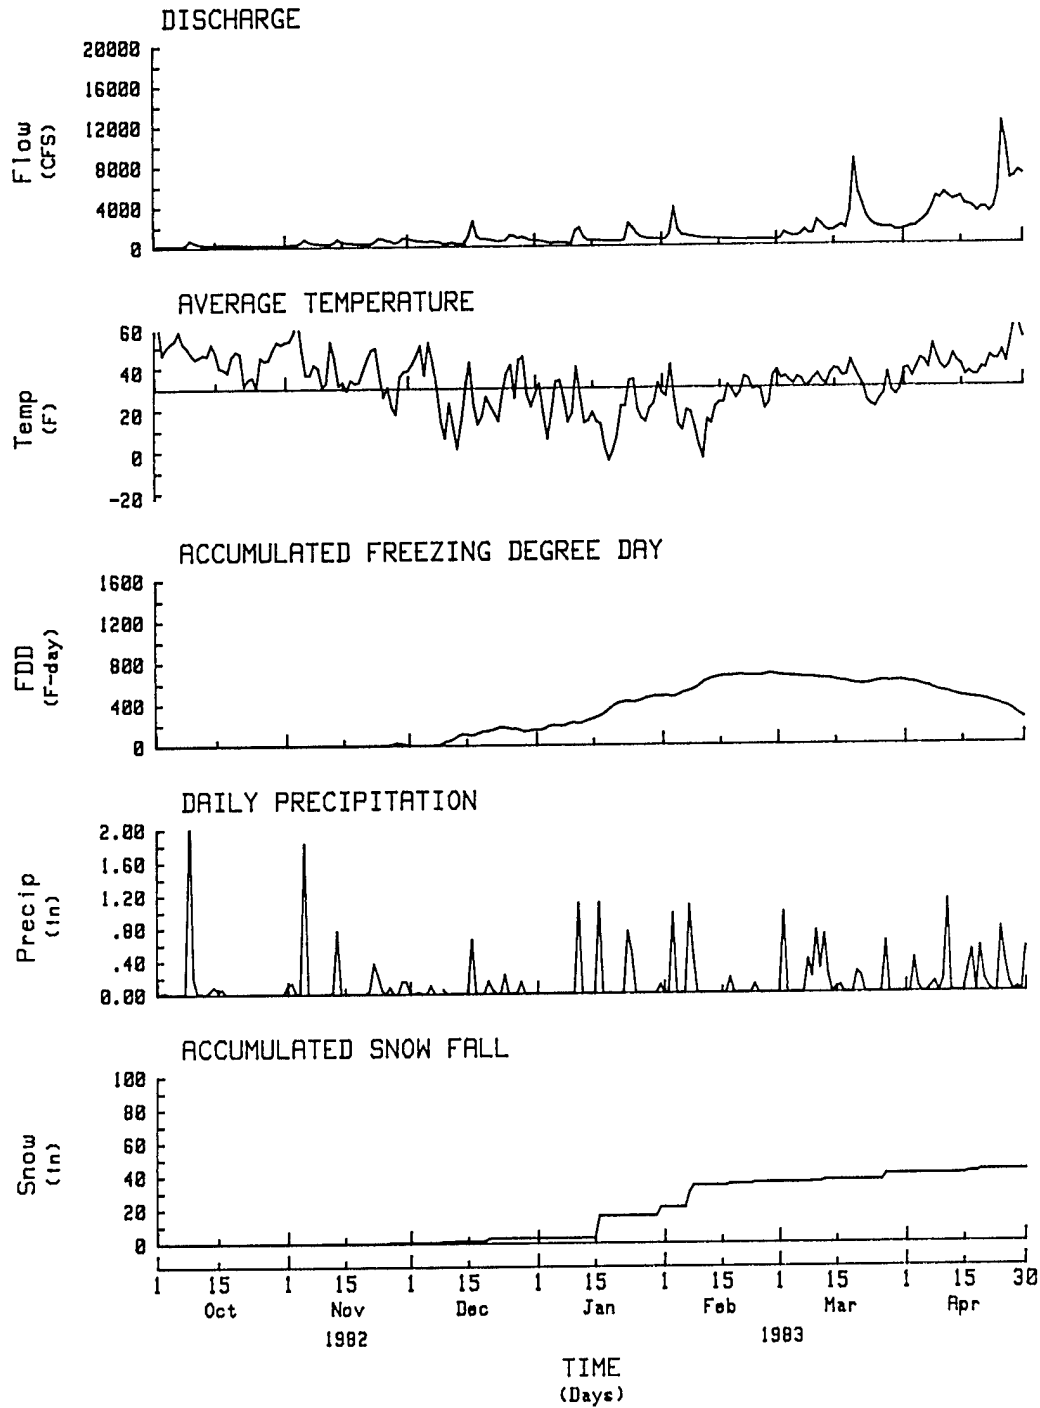 DISCHARGE
20000
16000
12000
8000
4000
0
Flow
(CFS)
AVERAGE TEMPERATURE
60
40
20
0
-20
Temp
(F)
ACCUMULATED FREEZING DEGREE DAY
1600
1200
800
400
0
FDD
(F-day)
DAILY PRECIPITATION
2.00
1.60
1.20
.80
.40
0.00
Precip
(in)
ACCUMULATED SNOW FALL
100
80
60
40
20
0
Snow
(in)
1 15 1 15 1 15 1 15 1 15 1 15 1 15 30
Oct Nov Dec Jan Feb Mar Apr
1982 1983
TIME
(Days)